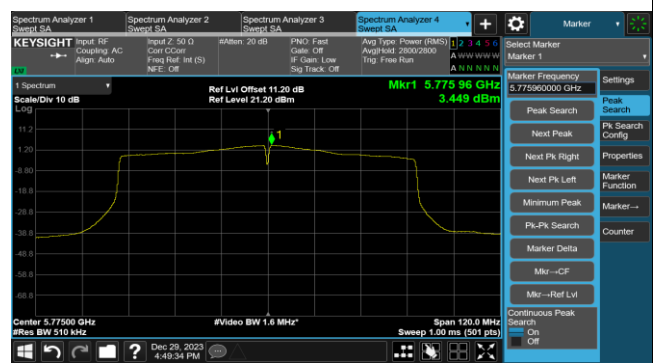 Spectrum Analyzer 1
Swept SA
Spectrum Analyzer 2
Swept SA
Spectrum Analyzer 3
Swept SA
Spectrum Analyzer 4
Swept SA
+
Marker
KEYSIGHT
Input: RF
Coupling: AC
Align: Auto
Input Z: 50 Ω
Corr CCorr
Freq Ref: Int (S)
NFE: Off
#Atten: 20 dB
PNO: Fast
Gate: Off
IF Gain: Low
Sig Track: Off
Avg Type: Power (RMS)
Avg|Hold: 2800/2800
Trig: Free Run
1 2 3 4 5 6
A W W W W W
A N N N N N
LXI
Select Marker
Marker 1
Marker Frequency
5.775960000 GHz
Peak Search
Next Peak
Next Pk Right
Next Pk Left
Minimum Peak
Pk-Pk Search
Marker Delta
Mkr→CF
Mkr→Ref Lvl
Continuous Peak
Search
On
Off
Settings
Peak
Search
Pk Search
Config
Properties
Marker
Function
Marker→
Counter
1 Spectrum
Scale/Div 10 dB
Log
Ref Lvl Offset 11.20 dB
Ref Level 21.20 dBm
Mkr1 5.775 96 GHz
3.449 dBm
1
11.2
1.20
-8.80
-18.8
-28.8
-38.8
-48.8
-58.8
-68.8
Center 5.77500 GHz
#Res BW 510 kHz
#Video BW 1.6 MHz*
Span 120.0 MHz
Sweep 1.00 ms (501 pts)
?
Dec 29, 2023
4:49:34 PM